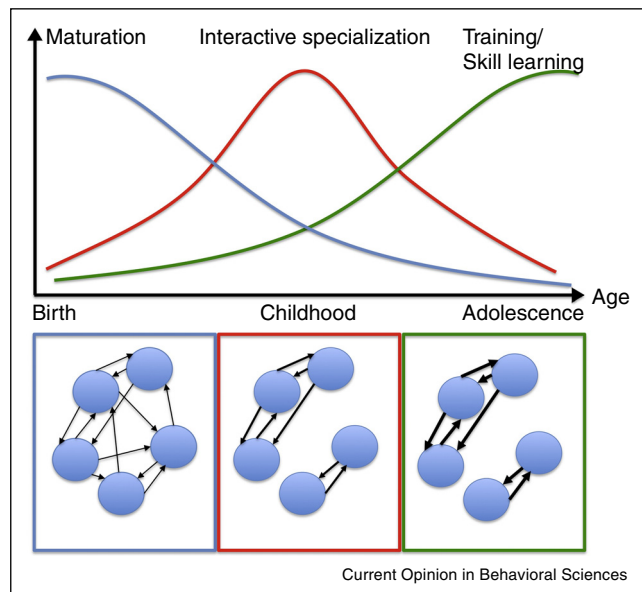 Maturation
Interactive specialization
Training/
Skill learning
Age
Birth
Childhood
Adolescence
Current Opinion in Behavioral Sciences